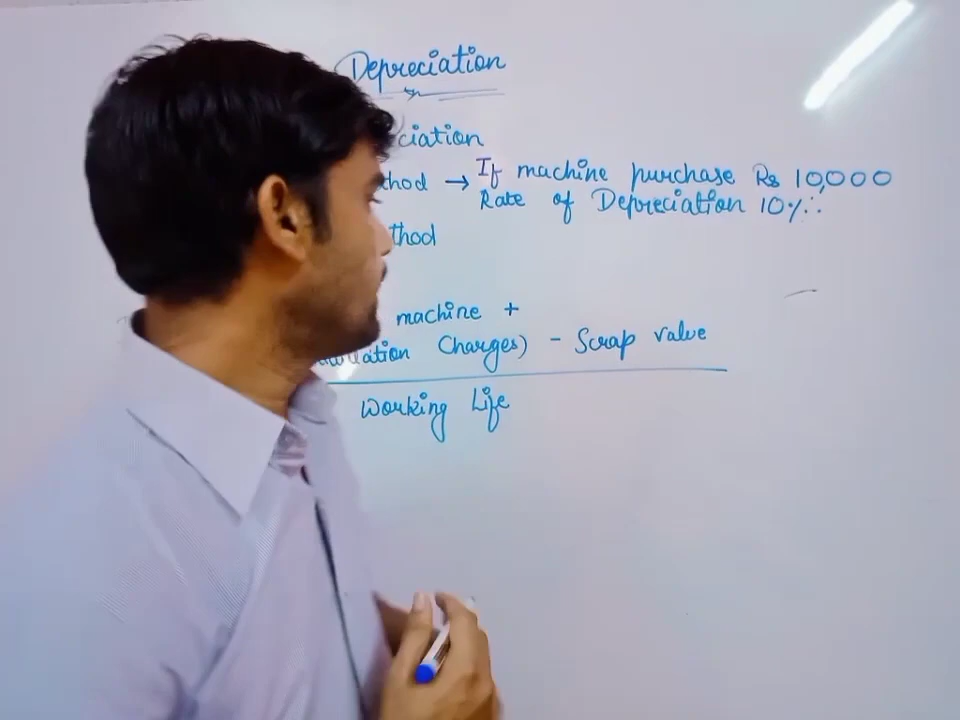 Depreciation
ciation
thod → If machine purchase Rs 10,000
Rate of Depreciation 10%
thod
machine +
lation Charges) - Scrap value
Working Life